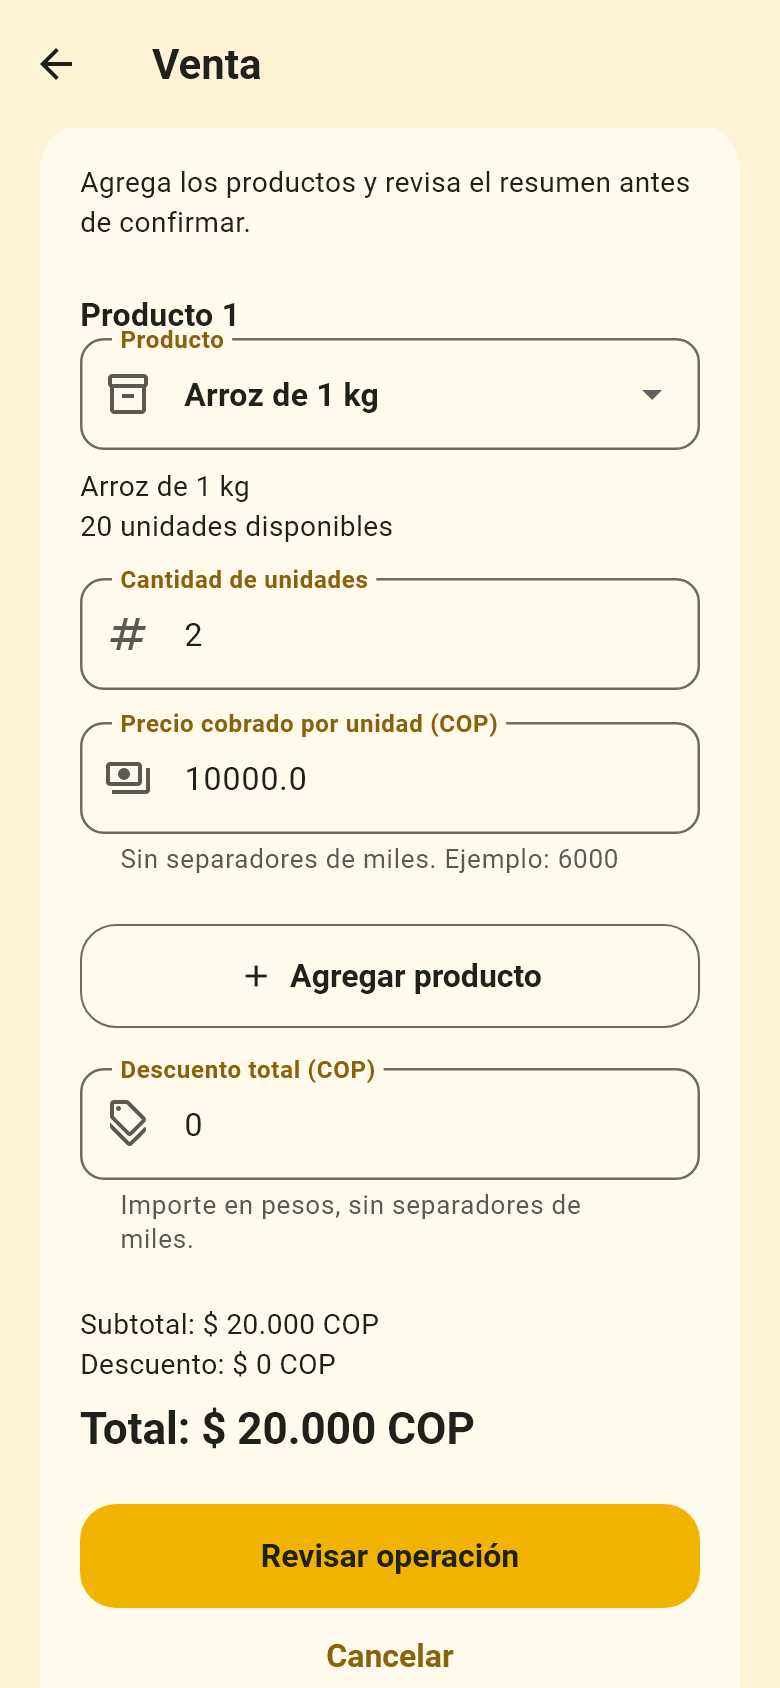 Venta
Agrega los productos y revisa el resumen antes
de confirmar.
Producto 1
Producto
Arroz de 1 kg
Arroz de 1 kg
20 unidades disponibles
Cantidad de unidades
2
Precio cobrado por unidad (COP)
10000.0
Sin separadores de miles. Ejemplo: 6000
+ Agregar producto
Descuento total (COP)
0
Importe en pesos, sin separadores de
miles.
Subtotal: $ 20.000 COP
Descuento: $ 0 COP
Total: $ 20.000 COP
Revisar operación
Cancelar